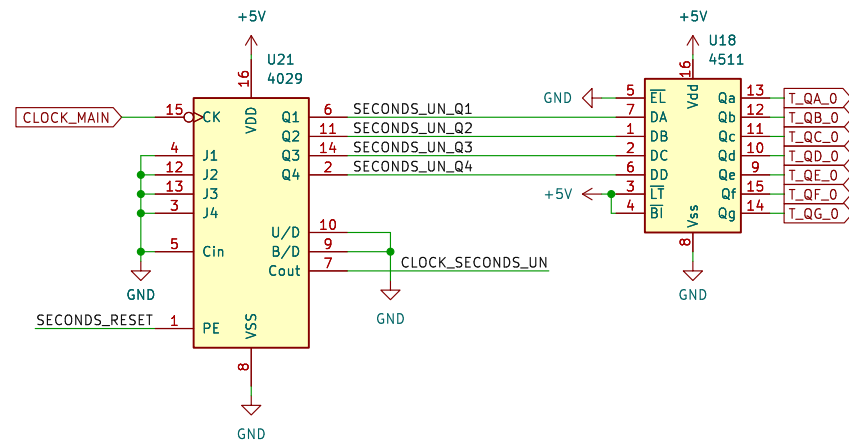 +5V
U21
4029
16
VDD
CLOCK_MAIN
15
CK
4
J1
12
J2
13
J3
3
J4
5
Cin
GND
SECONDS_RESET
1
PE
VSS
8
GND
Q1
6
SECONDS_UN_Q1
Q2
11
SECONDS_UN_Q2
Q3
14
SECONDS_UN_Q3
Q4
2
SECONDS_UN_Q4
U/D
10
B/D
9
Cout
7
CLOCK_SECONDS_UN
GND
+5V
U18
4511
16
Vdd
GND
5
EL
7
DA
1
DB
2
DC
6
DD
+5V
3
LT
4
BI
Vss
8
GND
Qa
13
T_QA_0
Qb
12
T_QB_0
Qc
11
T_QC_0
Qd
10
T_QD_0
Qe
9
T_QE_0
Qf
15
T_QF_0
Qg
14
T_QG_0